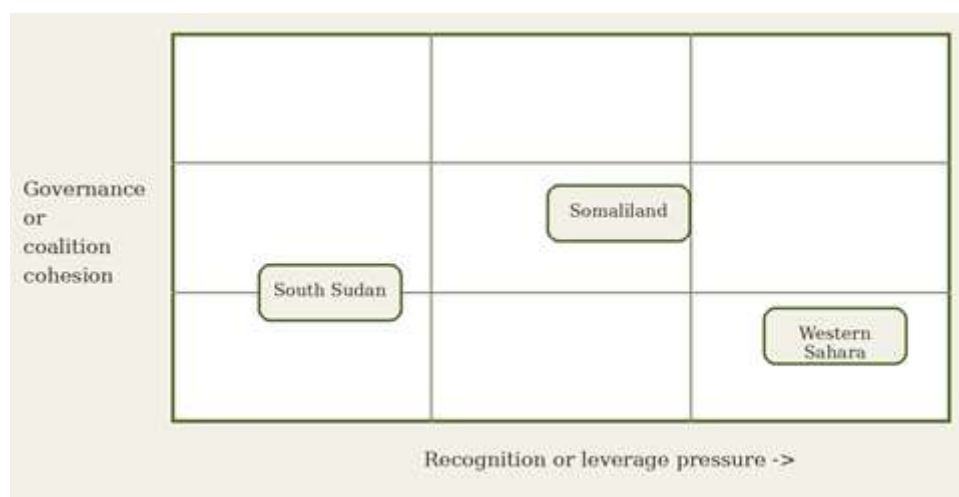 Governance
or
coalition
cohesion
Somaliland
South Sudan
Western
Sahara
Recognition or leverage pressure ->